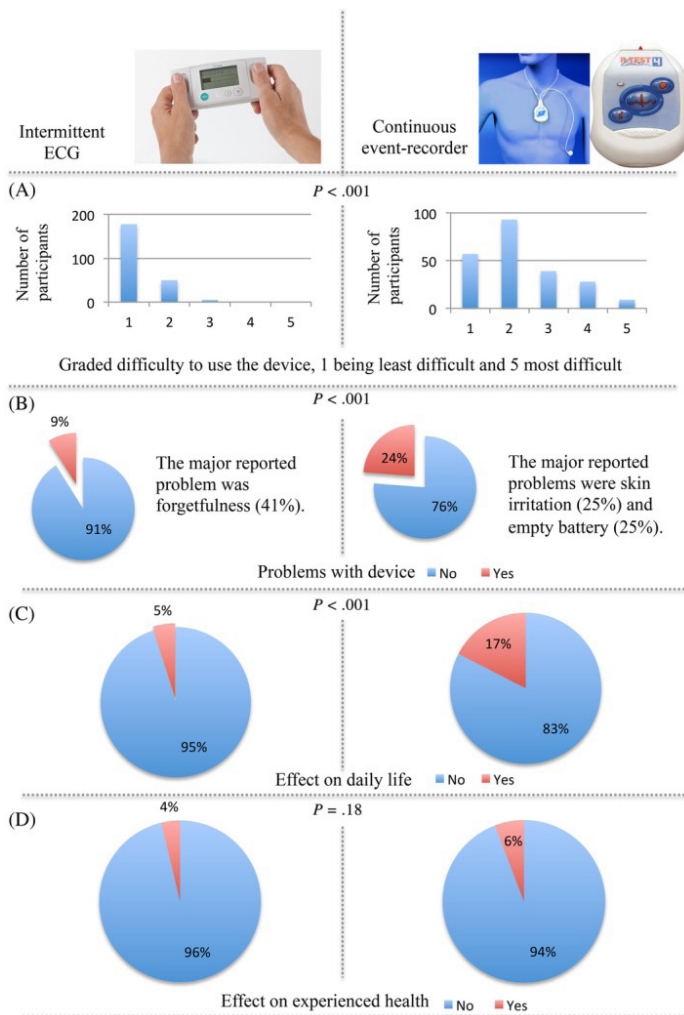 Intermittent
ECG
Continuous
event-recorder
4
(A)
P < .001
Number of
participants
200
100
0
1 2 3 4 5
Number of
participants
100
50
0
1 2 3 4 5
Graded difficulty to use the device, 1 being least difficult and 5 most difficult
(B)
P < .001
9%
91%
The major reported
problem was
forgetfulness (41%).
24%
76%
The major reported
problems were skin
irritation (25%) and
empty battery (25%).
Problems with device No Yes
(C)
P < .001
5%
95%
17%
83%
Effect on daily life No Yes
(D)
P = .18
4%
96%
6%
94%
Effect on experienced health No Yes